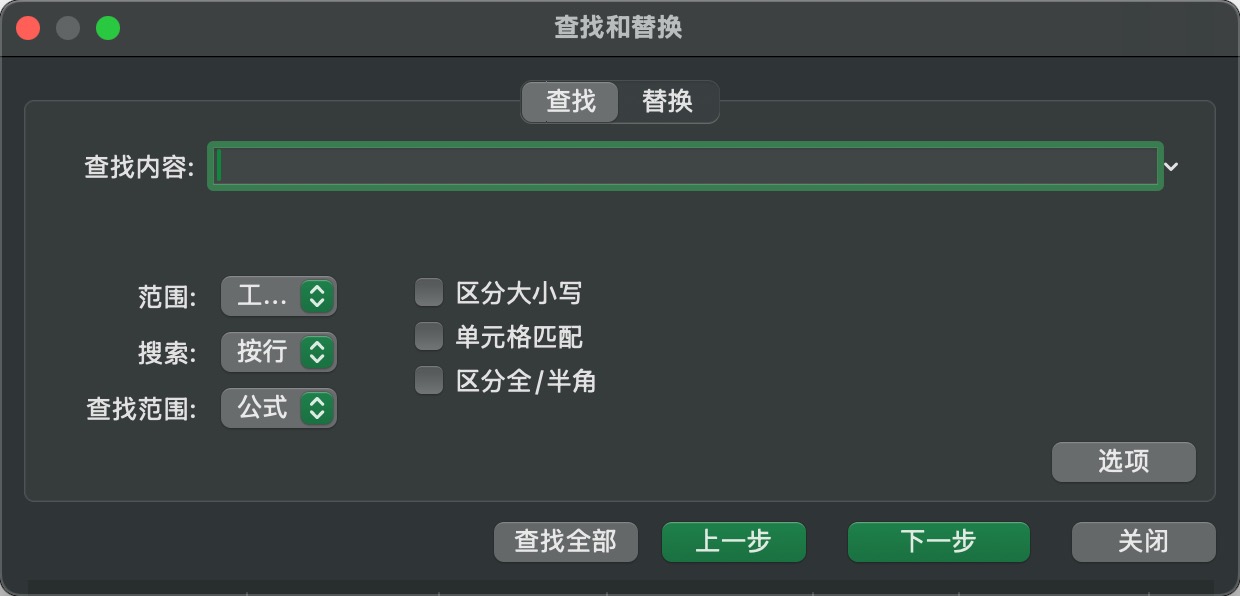 查找和替换
查找 替换
查找内容:
范围: 工... 区分大小写
搜索: 按行 单元格匹配
查找范围: 公式 区分全/半角
选项
查找全部 上一步 下一步 关闭